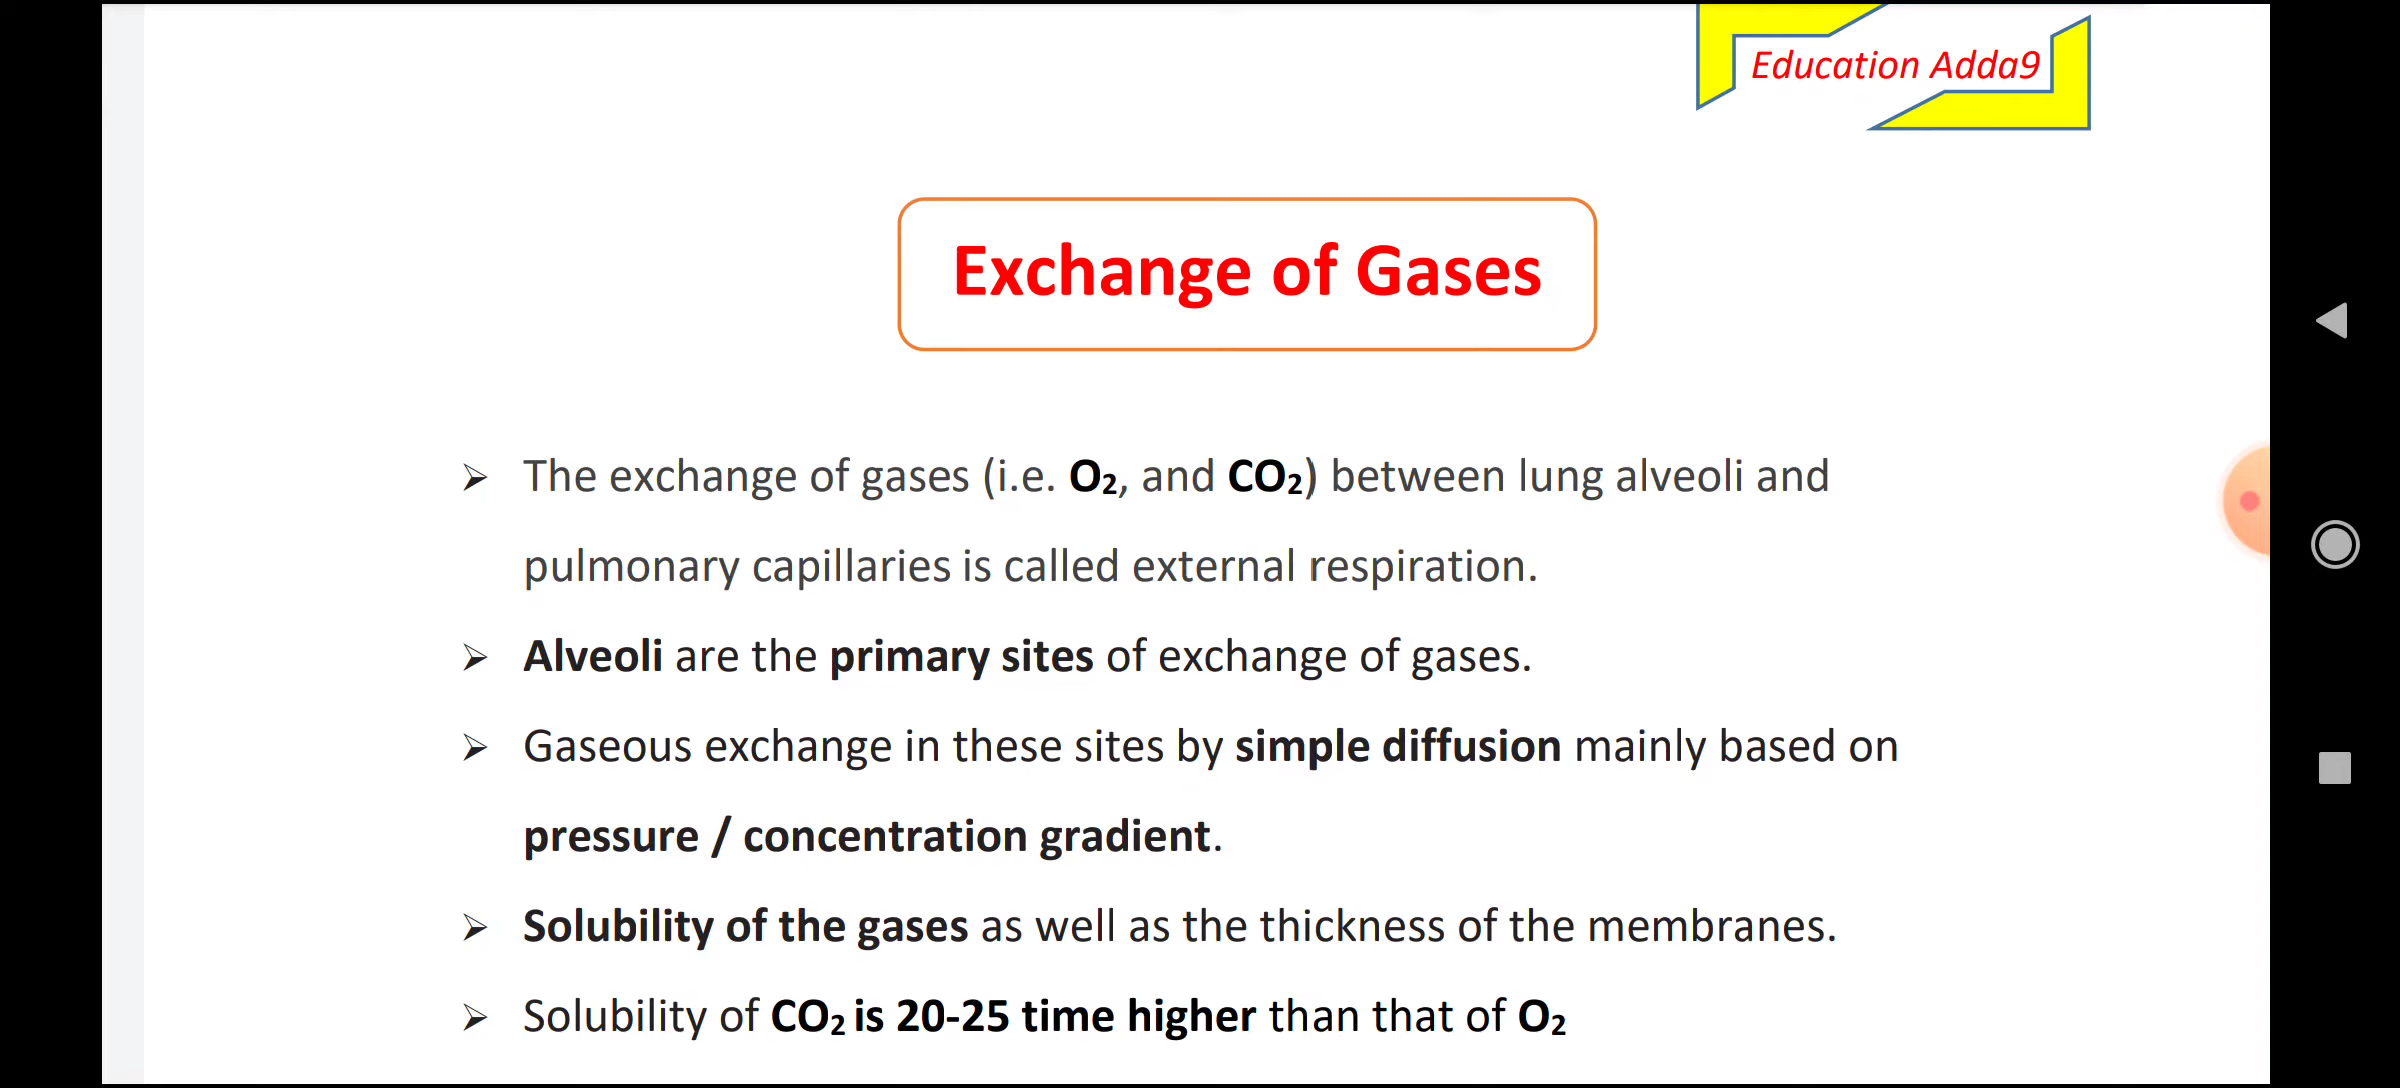 Education Adda9
Exchange of Gases
➢ The exchange of gases (i.e. O₂, and CO₂) between lung alveoli and
pulmonary capillaries is called external respiration.
➢ Alveoli are the primary sites of exchange of gases.
➢ Gaseous exchange in these sites by simple diffusion mainly based on
pressure / concentration gradient.
➢ Solubility of the gases as well as the thickness of the membranes.
➢ Solubility of CO₂ is 20-25 time higher than that of O₂